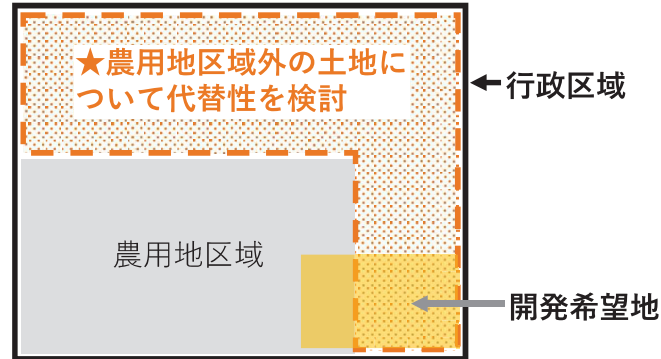 ★農用地区域外の土地に
ついて代替性を検討
行政区域
農用地区域
開発希望地